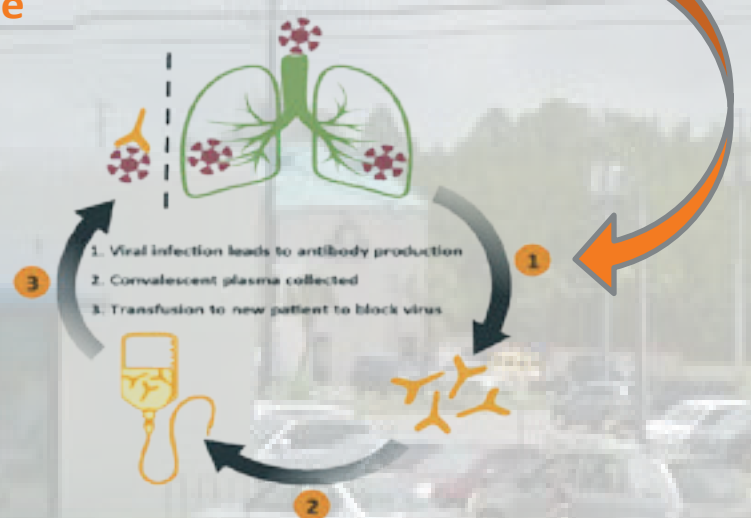 e
1. Viral infection leads to antibody production
1
2. Convalescent plasma collected
3
3. Transfusion to new patient to block virus
2